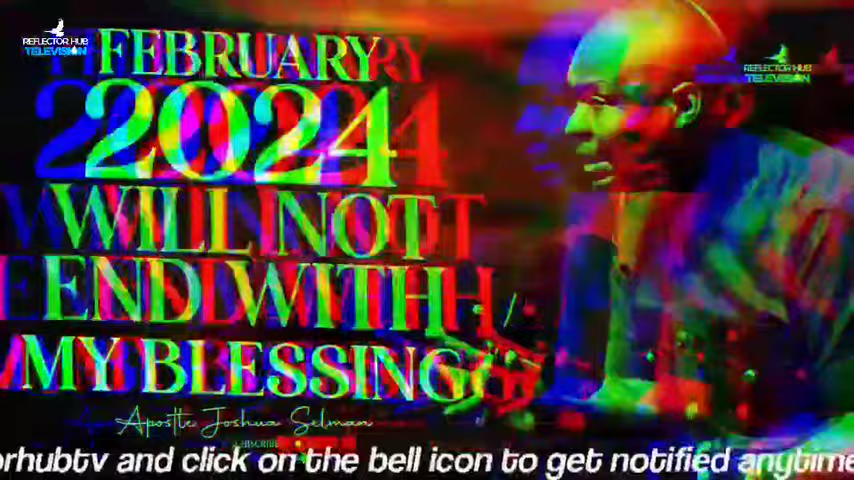 REFLECTOR HUB
TELEVISION
REFLECTOR HUB
TELEVISION
FEBRUARY
2024
WILL NOT
END WITH
MY BLESSING
Apostle Joshua Selman
SUBSCRIBE
orhubtv and click on the bell icon to get notified anytime